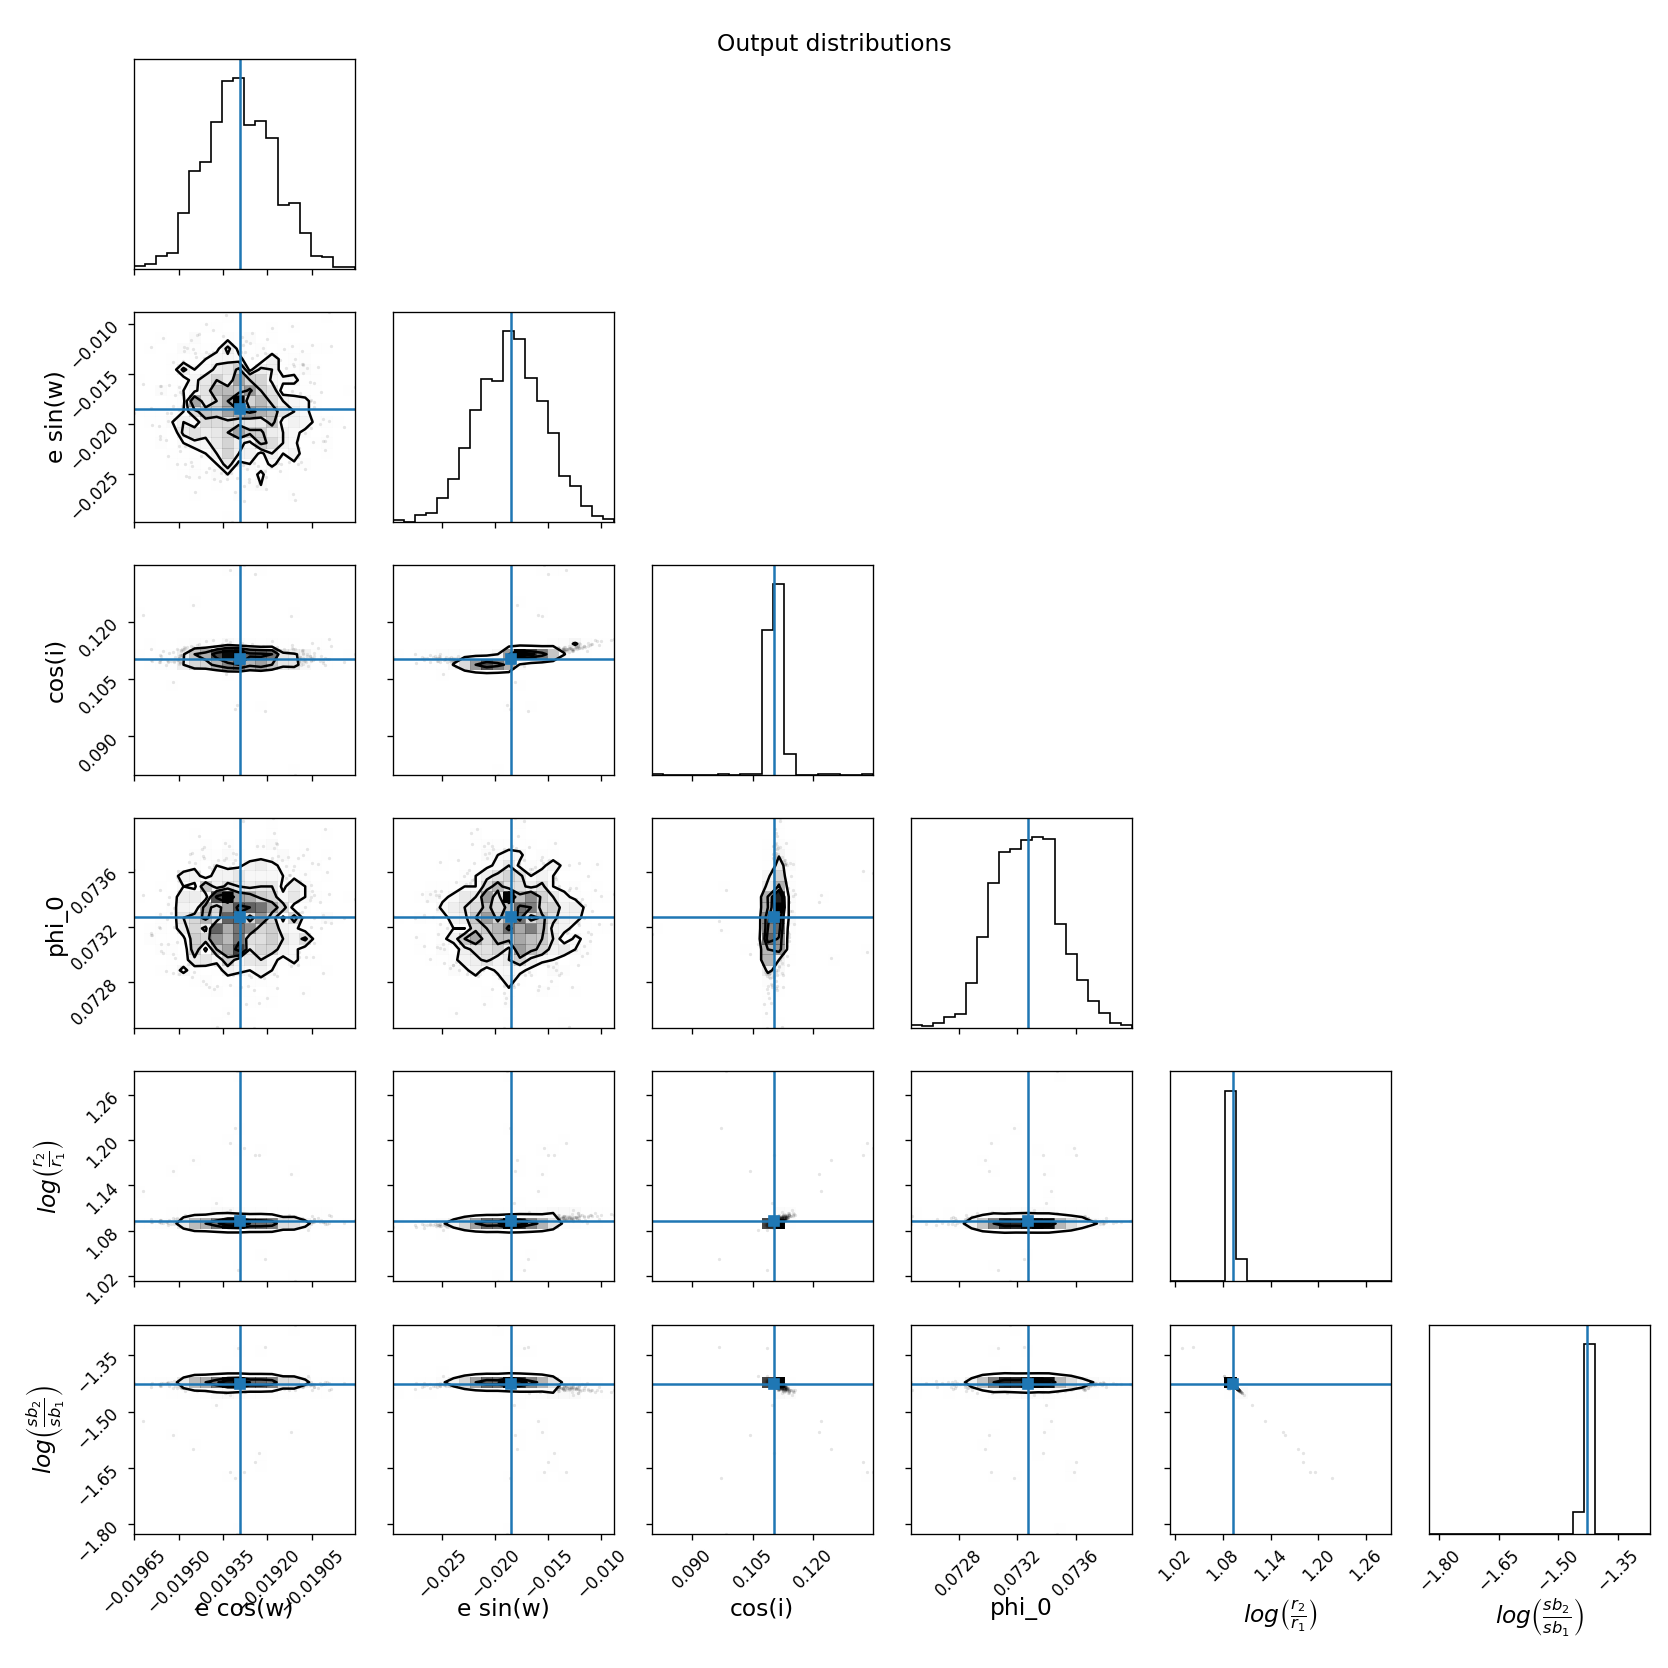 Output distributions
e sin(w)
−0.010
−0.015
−0.020
−0.025
cos(i)
0.120
0.105
0.090
phi_0
0.0736
0.0732
0.0728
log(r2/r1)
1.26
1.20
1.14
1.08
1.02
log(sb2/sb1)
−1.35
−1.50
−1.65
−1.80
−0.01965 −0.01950 −0.01935 −0.01920 −0.01905
−0.025 −0.020 −0.015 −0.010
0.090 0.105 0.120
0.0728 0.0732 0.0736
1.02 1.08 1.14 1.20 1.26
−1.80 −1.65 −1.50 −1.35
e cos(w) e sin(w) cos(i) phi_0 log(r2/r1) log(sb2/sb1)